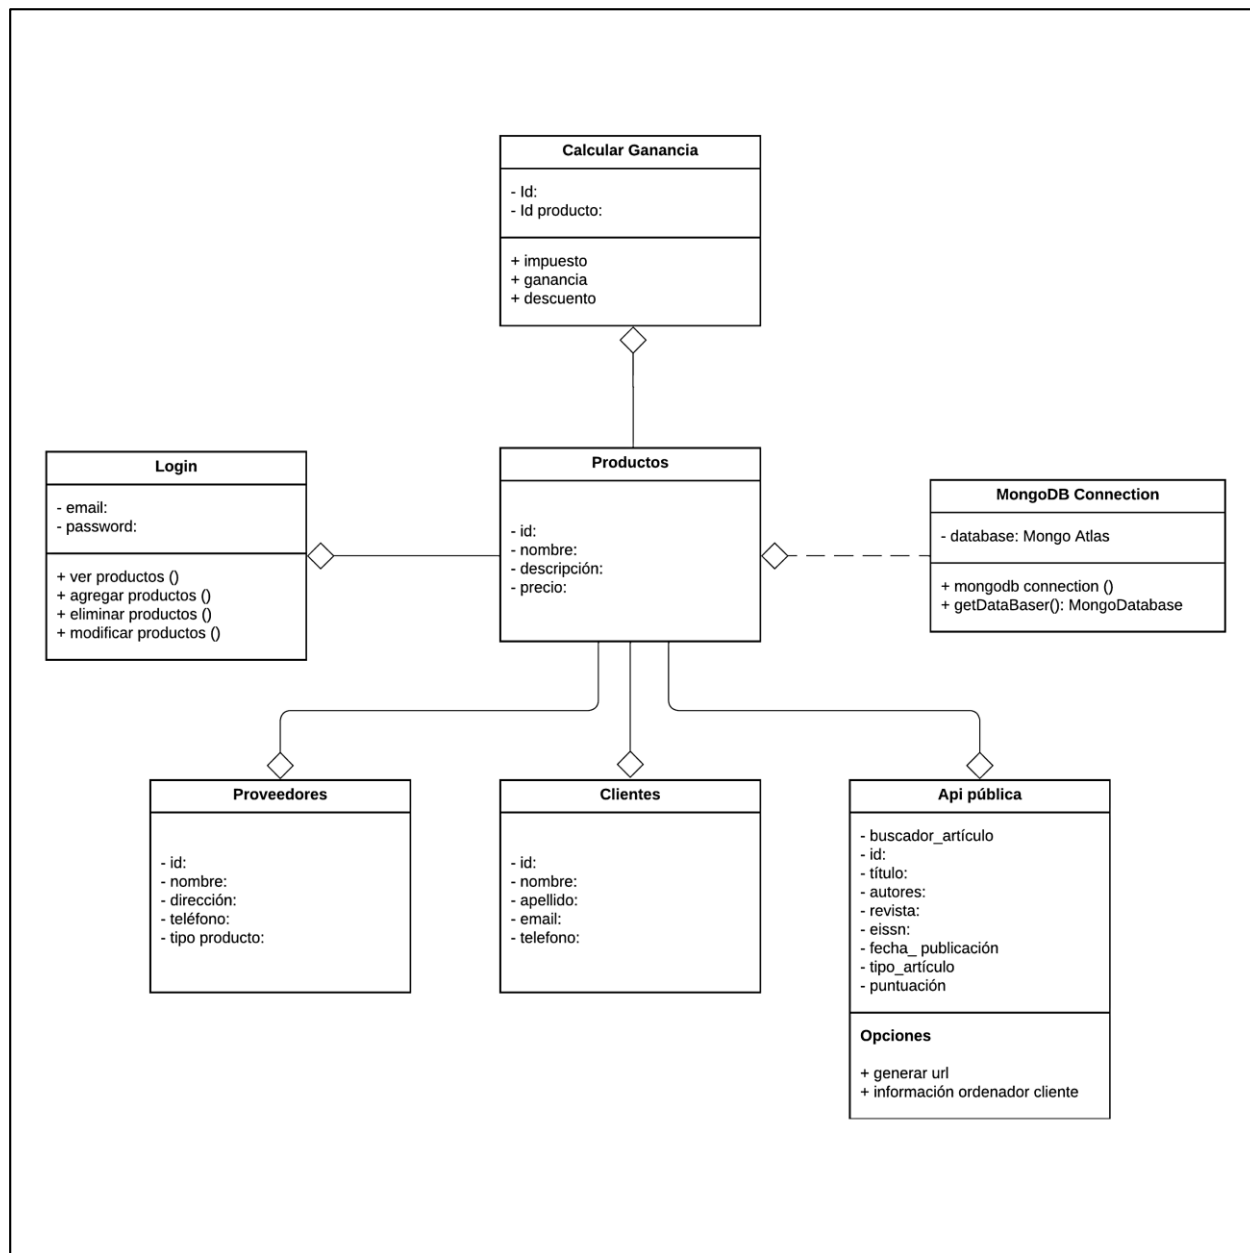 Calcular Ganancia
- Id:
- Id producto:
+ impuesto
+ ganancia
+ descuento
Login
- email:
- password:
+ ver productos ()
+ agregar productos ()
+ eliminar productos ()
+ modificar productos ()
Productos
- id:
- nombre:
- descripción:
- precio:
MongoDB Connection
- database: Mongo Atlas
+ mongodb connection ()
+ getDataBaser(): MongoDatabase
Proveedores
- id:
- nombre:
- dirección:
- teléfono:
- tipo producto:
Clientes
- id:
- nombre:
- apellido:
- email:
- telefono:
Api pública
- buscador_artículo
- id:
- título:
- autores:
- revista:
- eissn:
- fecha_ publicación
- tipo_artículo
- puntuación
Opciones
+ generar url
+ información ordenador cliente